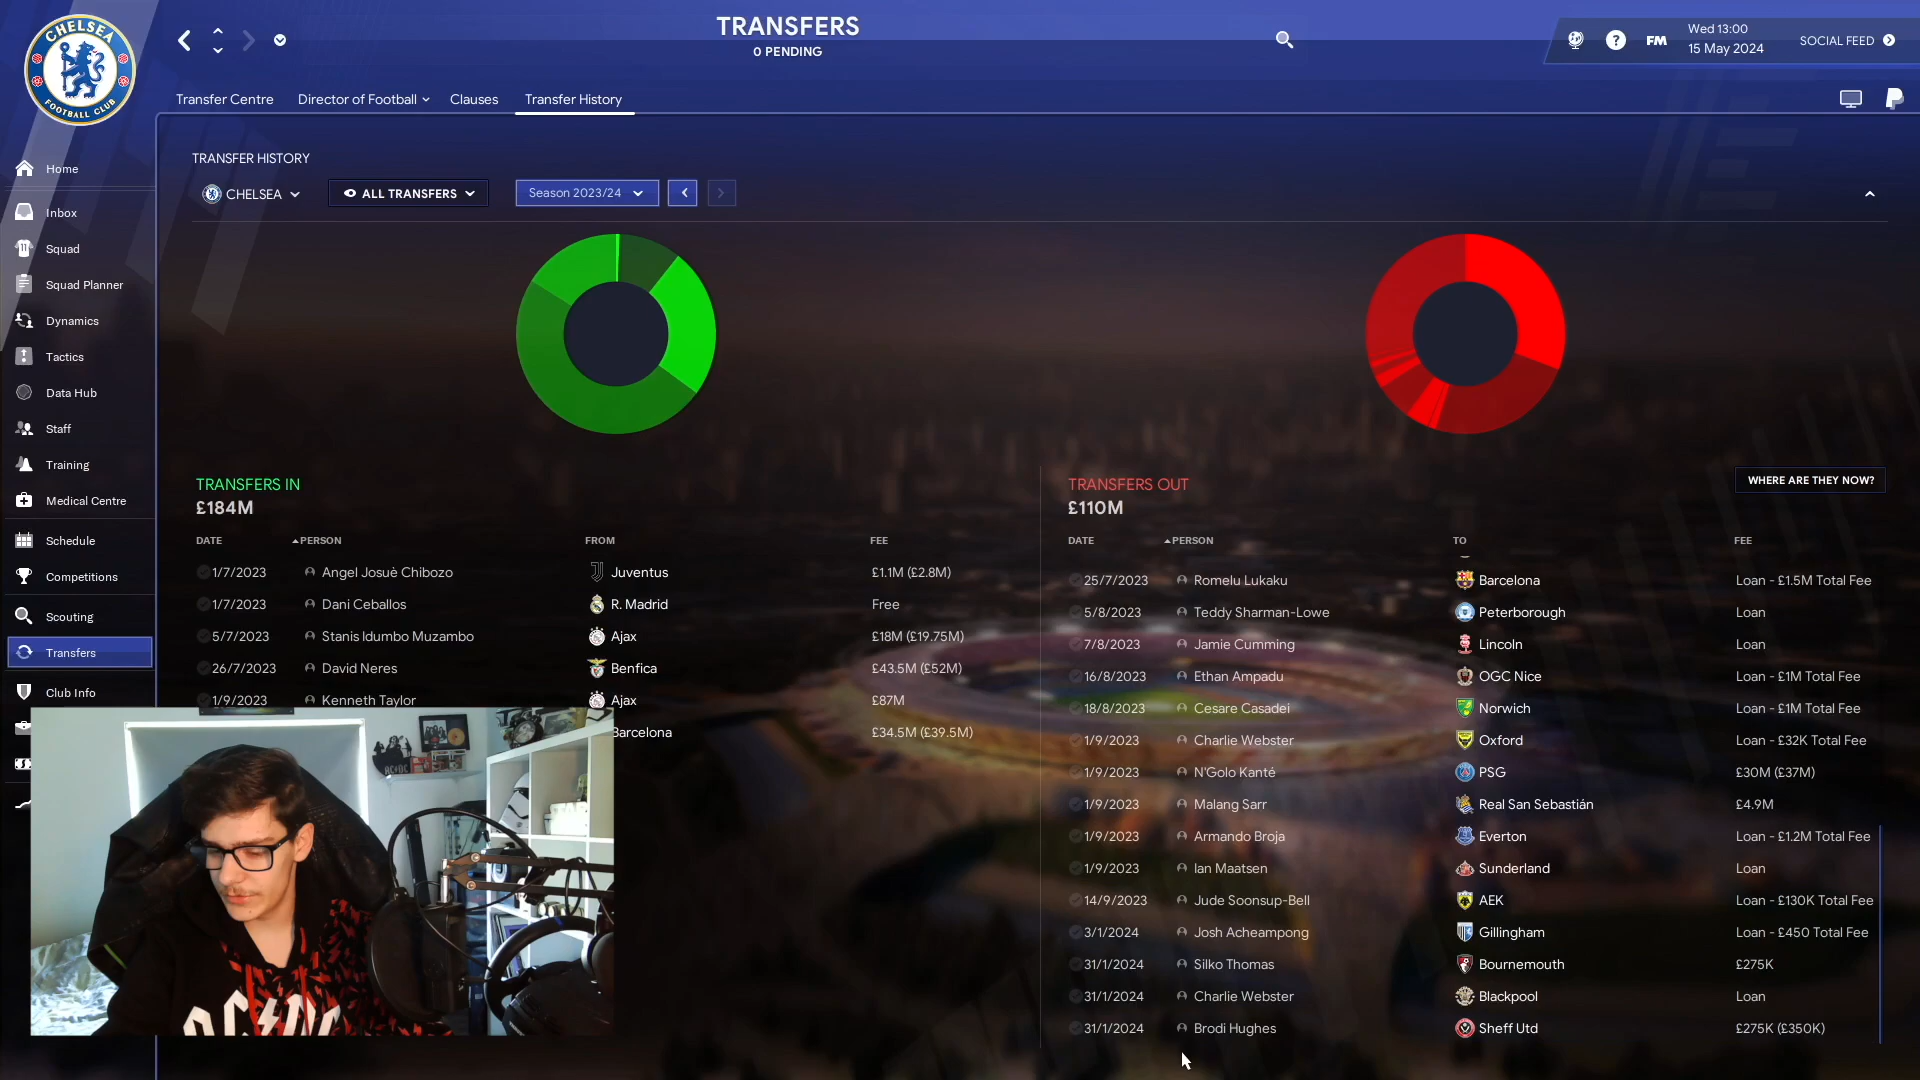 CHELSEA
FOOTBALL CLUB
TRANSFERS
0 PENDING
FM
Wed 13:00
15 May 2024
SOCIAL FEED
Transfer Centre
Director of Football
Clauses
Transfer History
Home
Inbox
Squad
Squad Planner
Dynamics
Tactics
Data Hub
Staff
Training
Medical Centre
Schedule
Competitions
Scouting
Transfers
Club Info
TRANSFER HISTORY
CHELSEA
ALL TRANSFERS
Season 2023/24
TRANSFERS IN
£184M
DATE PERSON FROM FEE
1/7/2023 Angel Josuè Chibozo Juventus £1.1M (£2.8M)
1/7/2023 Dani Ceballos R. Madrid Free
5/7/2023 Stanis Idumbo Muzambo Ajax £18M (£19.75M)
26/7/2023 David Neres Benfica £43.5M (£52M)
1/9/2023 Kenneth Taylor Ajax £87M
Barcelona £34.5M (£39.5M)
TRANSFERS OUT
£110M
WHERE ARE THEY NOW?
DATE PERSON TO FEE
25/7/2023 Romelu Lukaku Barcelona Loan - £1.5M Total Fee
5/8/2023 Teddy Sharman-Lowe Peterborough Loan
7/8/2023 Jamie Cumming Lincoln Loan
16/8/2023 Ethan Ampadu OGC Nice Loan - £1M Total Fee
18/8/2023 Cesare Casadei Norwich Loan - £1M Total Fee
1/9/2023 Charlie Webster Oxford Loan - £32K Total Fee
1/9/2023 N'Golo Kanté PSG £30M (£37M)
1/9/2023 Malang Sarr Real San Sebastián £4.9M
1/9/2023 Armando Broja Everton Loan - £1.2M Total Fee
1/9/2023 Ian Maatsen Sunderland Loan
14/9/2023 Jude Soonsup-Bell AEK Loan - £130K Total Fee
3/1/2024 Josh Acheampong Gillingham Loan - £450 Total Fee
31/1/2024 Silko Thomas Bournemouth £275K
31/1/2024 Charlie Webster Blackpool Loan
31/1/2024 Brodi Hughes Sheff Utd £275K (£350K)
AC/DC
AC/DC